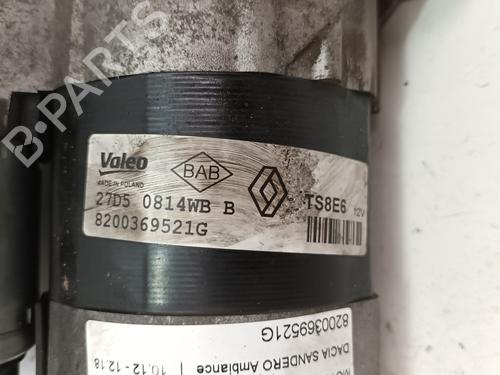 B-PARTS
Valeo
MADE IN POLAND
BAB
27D5 0814WB B
TS8E6 12V
8200369521G
8200369521G
DACIA SANDERO Ambiance | 10.12 - 12.18